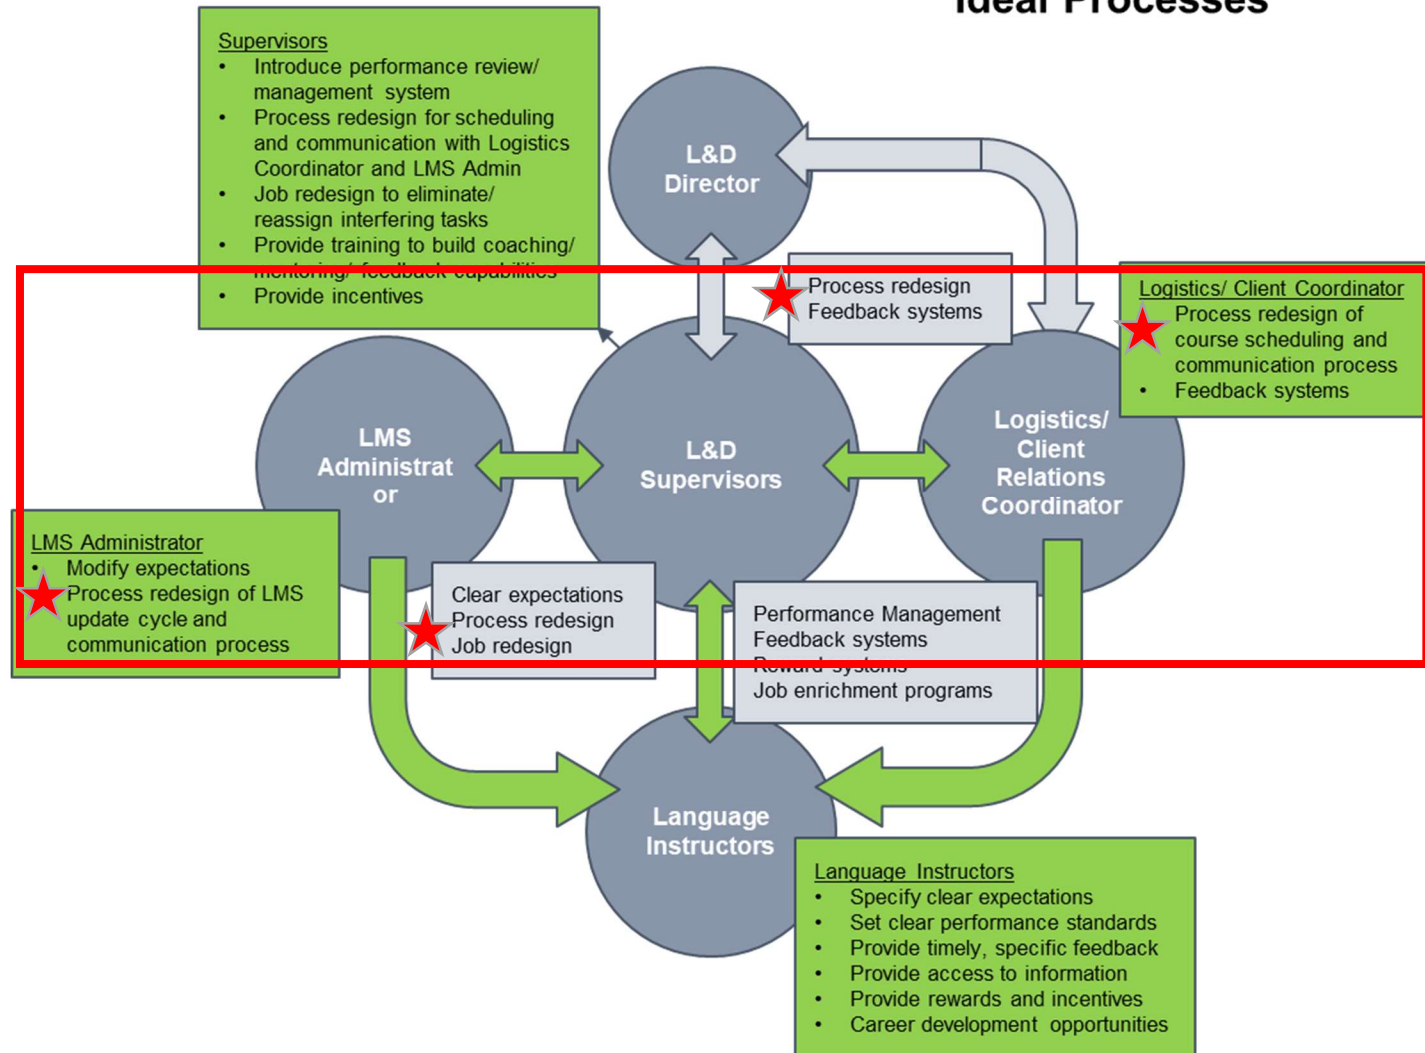 Ideal Processes
Supervisors
• Introduce performance review/
management system
• Process redesign for scheduling
and communication with Logistics
Coordinator and LMS Admin
• Job redesign to eliminate/
reassign interfering tasks
• Provide training to build coaching/
mentoring/ feedback capabilities
• Provide incentives
L&D
Director
Process redesign
Feedback systems
Logistics/ Client Coordinator
Process redesign of
course scheduling and
communication process
• Feedback systems
LMS
Administrat
or
L&D
Supervisors
Logistics/
Client
Relations
Coordinator
LMS Administrator
• Modify expectations
Process redesign of LMS
update cycle and
communication process
Clear expectations
Process redesign
Job redesign
Performance Management
Feedback systems
Reward systems
Job enrichment programs
Language
Instructors
Language Instructors
• Specify clear expectations
• Set clear performance standards
• Provide timely, specific feedback
• Provide access to information
• Provide rewards and incentives
• Career development opportunities